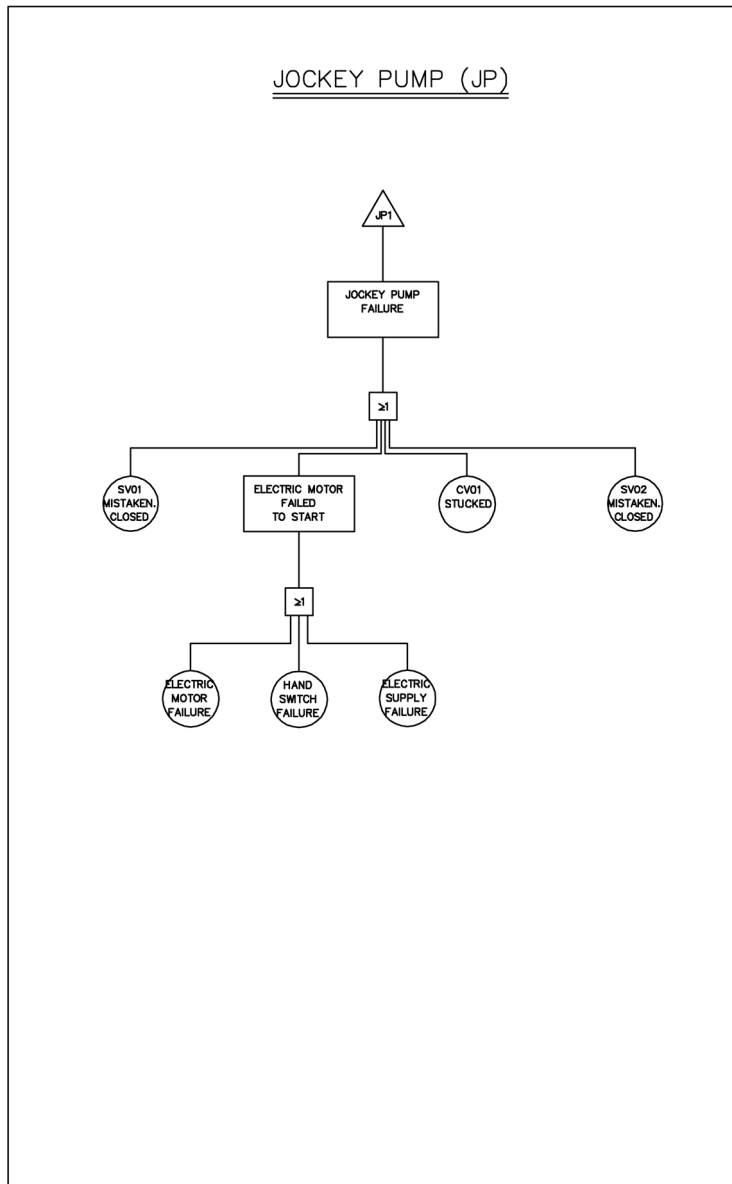 JOCKEY PUMP (JP)
JP1
JOCKEY PUMP
FAILURE
≥1
SV01
MISTAKEN.
CLOSED
ELECTRIC MOTOR
FAILED
TO START
CV01
STUCKED
SV02
MISTAKEN.
CLOSED
≥1
ELECTRIC
MOTOR
FAILURE
HAND
SWITCH
FAILURE
ELECTRIC
SUPPLY
FAILURE